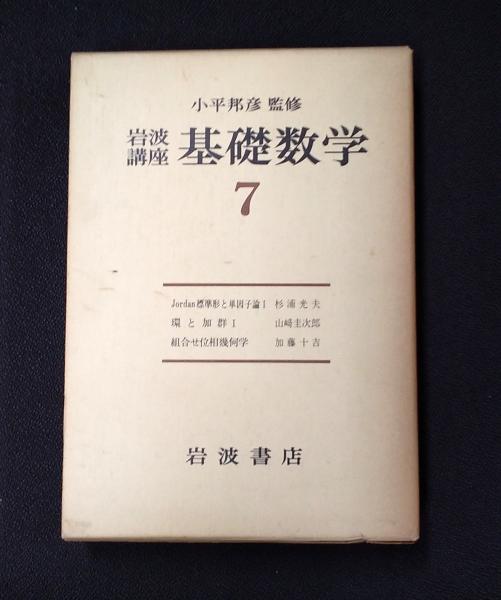 小平邦彦 監修
岩波講座 基礎数学
7
Jordan標準形と単因子論I 杉浦光夫
環と加群I 山﨑圭次郎
組合せ位相幾何学 加藤十吉
岩波書店